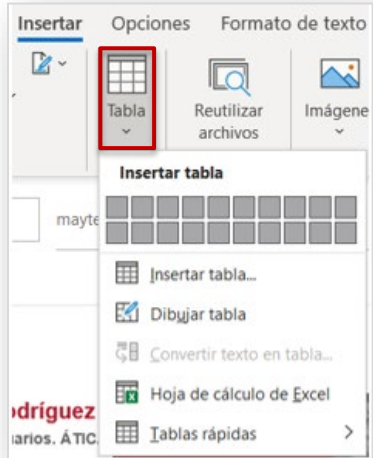 Insertar Opciones Formato de texto
Tabla
Reutilizar
archivos
Imágene
Insertar tabla
mayte
Insertar tabla...
Dibujar tabla
Convertir texto en tabla...
Hoja de cálculo de Excel
Tablas rápidas
odríguez
arios. ÁTIC